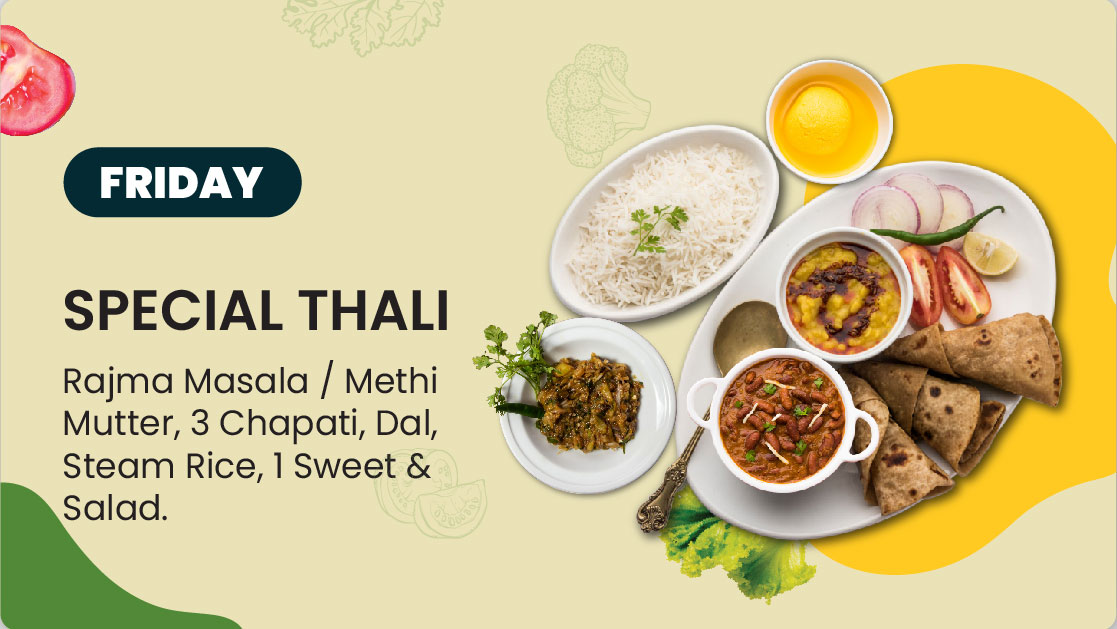 FRIDAY
SPECIAL THALI
Rajma Masala / Methi
Mutter, 3 Chapati, Dal,
Steam Rice, 1 Sweet &
Salad.